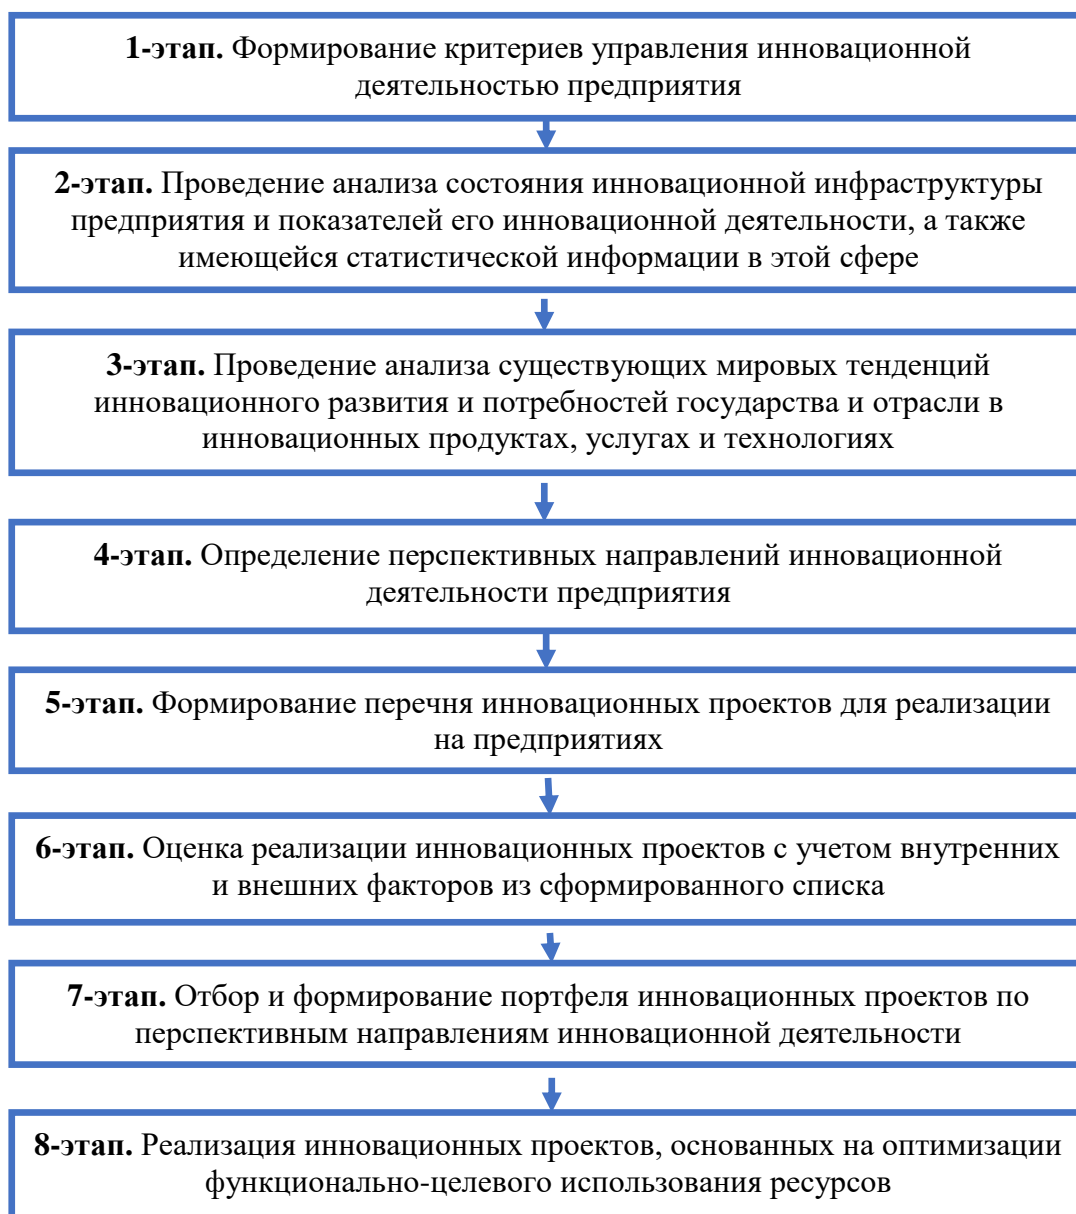 1-этап. Формирование критериев управления инновационной
деятельностью предприятия
2-этап. Проведение анализа состояния инновационной инфраструктуры
предприятия и показателей его инновационной деятельности, а также
имеющейся статистической информации в этой сфере
3-этап. Проведение анализа существующих мировых тенденций
инновационного развития и потребностей государства и отрасли в
инновационных продуктах, услугах и технологиях
4-этап. Определение перспективных направлений инновационной
деятельности предприятия
5-этап. Формирование перечня инновационных проектов для реализации
на предприятиях
6-этап. Оценка реализации инновационных проектов с учетом внутренних
и внешних факторов из сформированного списка
7-этап. Отбор и формирование портфеля инновационных проектов по
перспективным направлениям инновационной деятельности
8-этап. Реализация инновационных проектов, основанных на оптимизации
функционально-целевого использования ресурсов